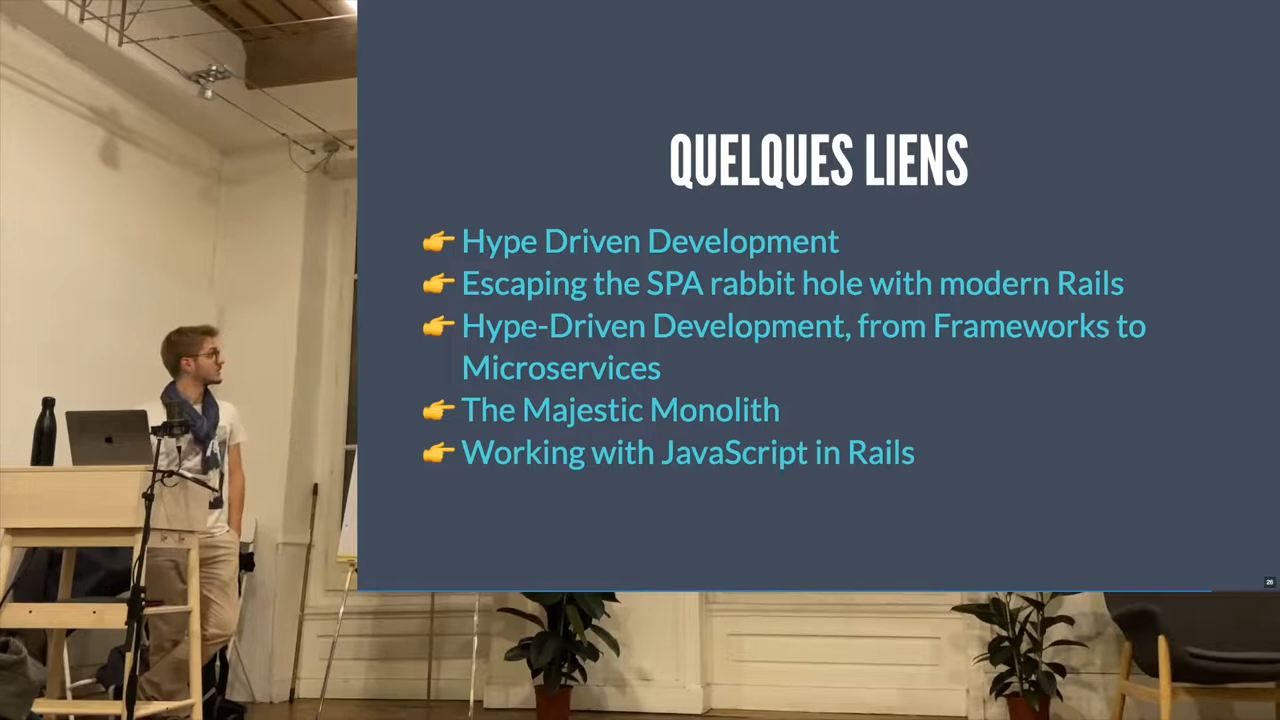 QUELQUES LIENS
👉 Hype Driven Development
👉 Escaping the SPA rabbit hole with modern Rails
👉 Hype-Driven Development, from Frameworks to
Microservices
👉 The Majestic Monolith
👉 Working with JavaScript in Rails
26